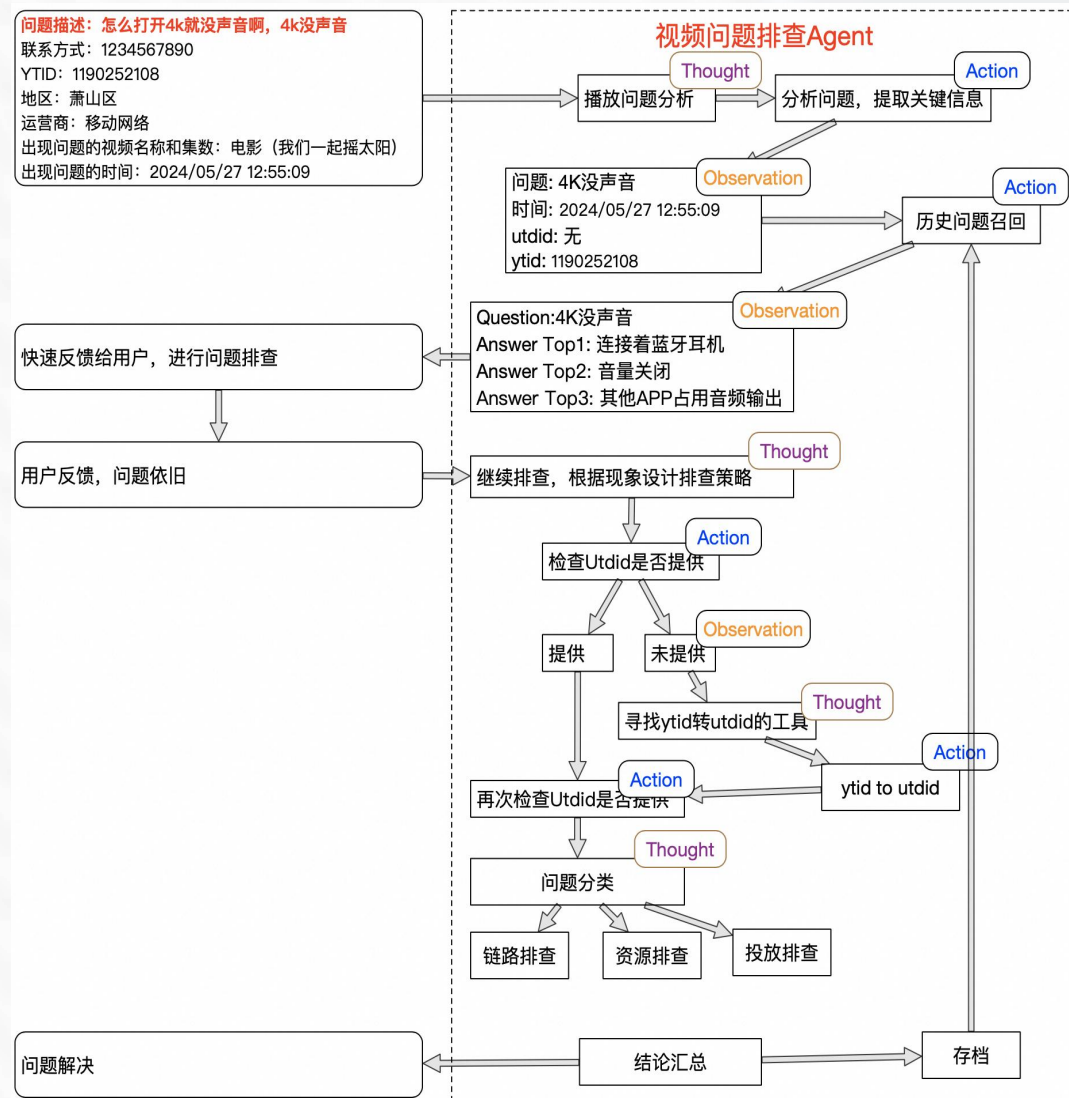 问题描述：怎么打开4k就没声音啊，4k没声音
联系方式：1234567890
YTID：1190252108
地区：萧山区
运营商：移动网络
出现问题的视频名称和集数：电影（我们一起摇太阳）
出现问题的时间：2024/05/27 12:55:09
视频问题排查Agent
Thought
播放问题分析
Action
分析问题，提取关键信息
Observation
问题: 4K没声音
时间: 2024/05/27 12:55:09
utdid: 无
ytid: 1190252108
Action
历史问题召回
Observation
Question:4K没声音
Answer Top1: 连接着蓝牙耳机
Answer Top2: 音量关闭
Answer Top3: 其他APP占用音频输出
快速反馈给用户，进行问题排查
用户反馈，问题依旧
Thought
继续排查，根据现象设计排查策略
Action
检查Utdid是否提供
提供
Observation
未提供
Thought
寻找ytid转utdid的工具
Action
ytid to utdid
Action
再次检查Utdid是否提供
Thought
问题分类
链路排查
资源排查
投放排查
问题解决
结论汇总
存档